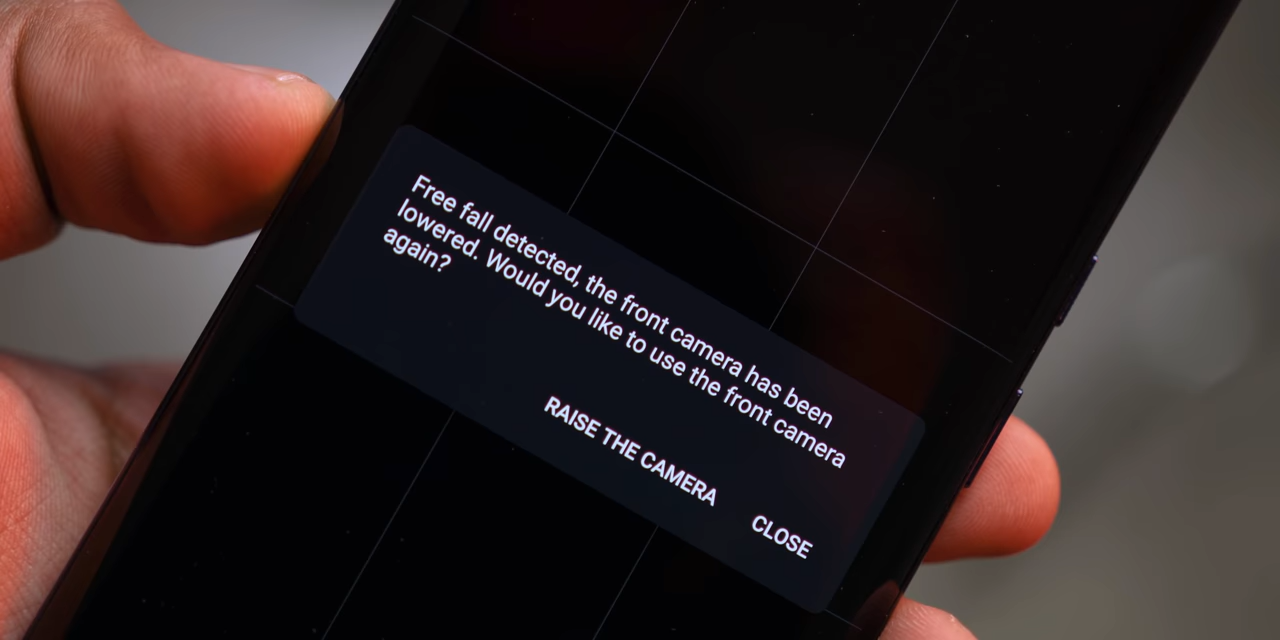 Free fall detected, the front camera has been
lowered. Would you like to use the front camera
again?
RAISE THE CAMERA
CLOSE